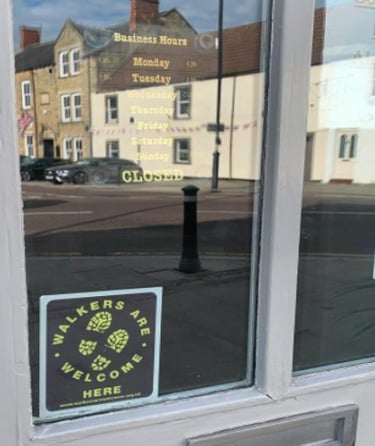 Business Hours
Monday
Tuesday
Wednesday
Thursday
Friday
Saturday
Sunday
CLOSED
WALKERS ARE
WELCOME
HERE